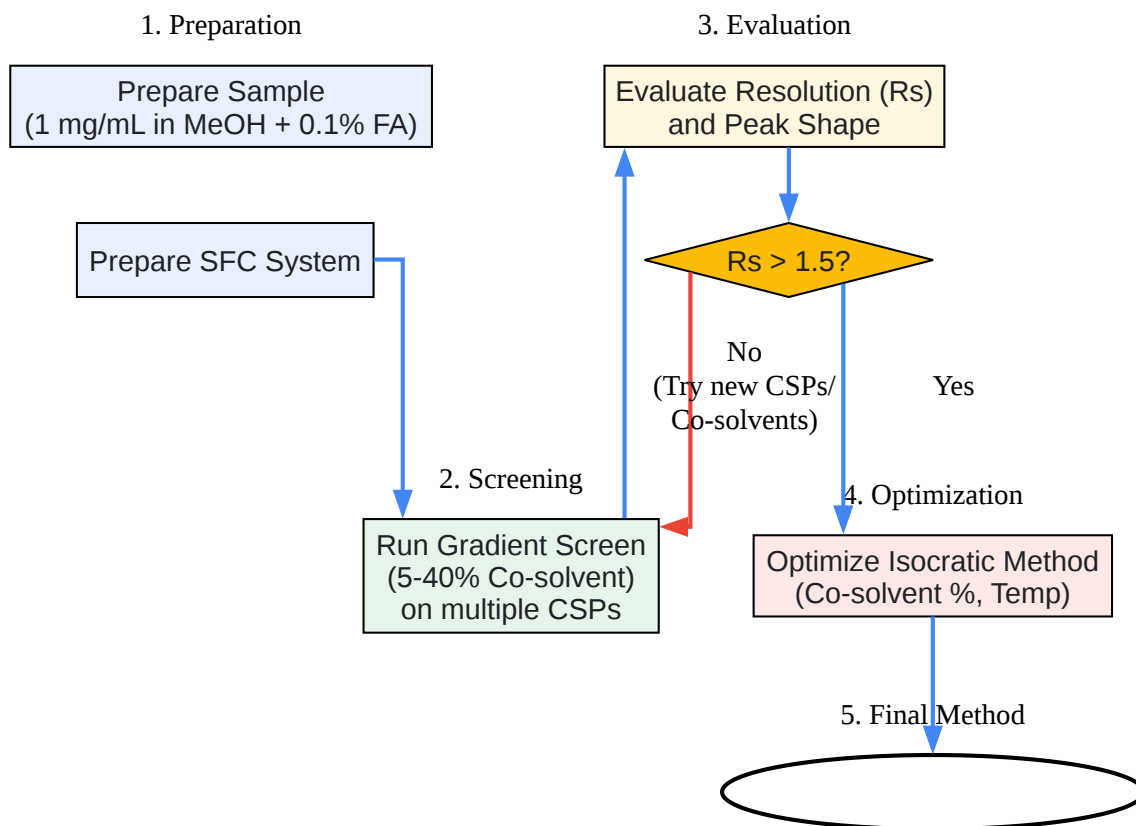 1. Preparation
Prepare Sample
(1 mg/mL in MeOH + 0.1% FA)
Prepare SFC System
2. Screening
Run Gradient Screen
(5-40% Co-solvent)
on multiple CSPs
3. Evaluation
Evaluate Resolution (Rs)
and Peak Shape
Rs > 1.5?
No
(Try new CSPs/
Co-solvents)
Yes
4. Optimization
Optimize Isocratic Method
(Co-solvent %, Temp)
5. Final Method